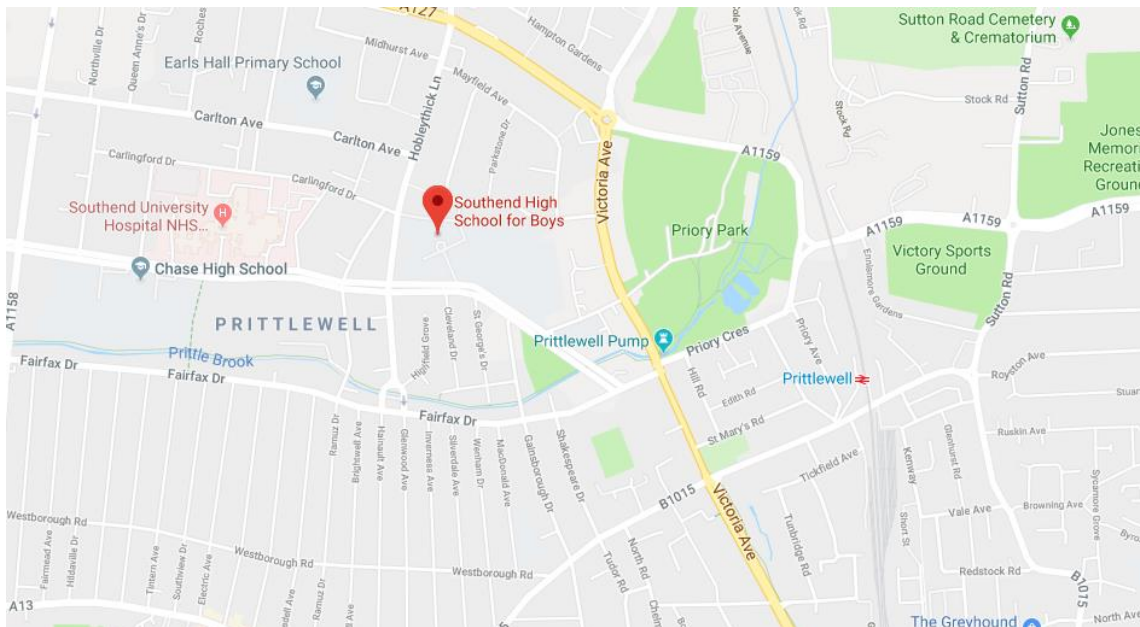 A127
Cole Avenue
Sutton Road Cemetery
& Crematorium
Northville Dr
Queen Anne's Dr
Hampton Gardens
Midhurst Ave
Earls Hall Primary School
Hobleythick Ln
Mayfield Ave
Stock Rd
Stock Rd
Sutton Rd
Carlton Ave
Carlton Ave
Parkstone Dr
Victoria Ave
A1159
Carlingford Dr
Carlingford Dr
Southend University
Hospital NHS...
Southend High
School for Boys
Priory Park
A1159
A1159
A1159
Victory Sports
Ground
Chase High School
Enniemore Gardens
Sutton Rd
A1158
PRITTLEWELL
Highfield Grove
Cleveland Dr
St George's Dr
Prittlewell Pump
Priory Cres
Priory Ave
Prittle Brook
Fairfax Dr
Fairfax Dr
Fairfax Dr
Hill Rd
Edith Rd
Prittlewell
Royston Ave
Ramuz Dr
Brightwell Ave
Hainault Ave
Glenwood Ave
Inverness Ave
Silverdale Ave
Wenham Dr
MacDonald Ave
Gainsborough Dr
Shakespeare Dr
St Mary's Rd
Tickfield Ave
Kenway
Glenhurst Rd
Ruskin Ave
Sycamore Grove
B1015
Victoria Ave
Vale Ave
Browning Ave
Westborough Rd
Westborough Rd
Westborough Rd
Fairmead Ave
Hildaville Dr
Tintern Ave
Southview Dr
Electric Ave
Ramuz Dr
Tudor Rd
North Rd
Tunbridge Rd
Short St
Redstock Rd
B1015
A13
North Ave
The Greyhound